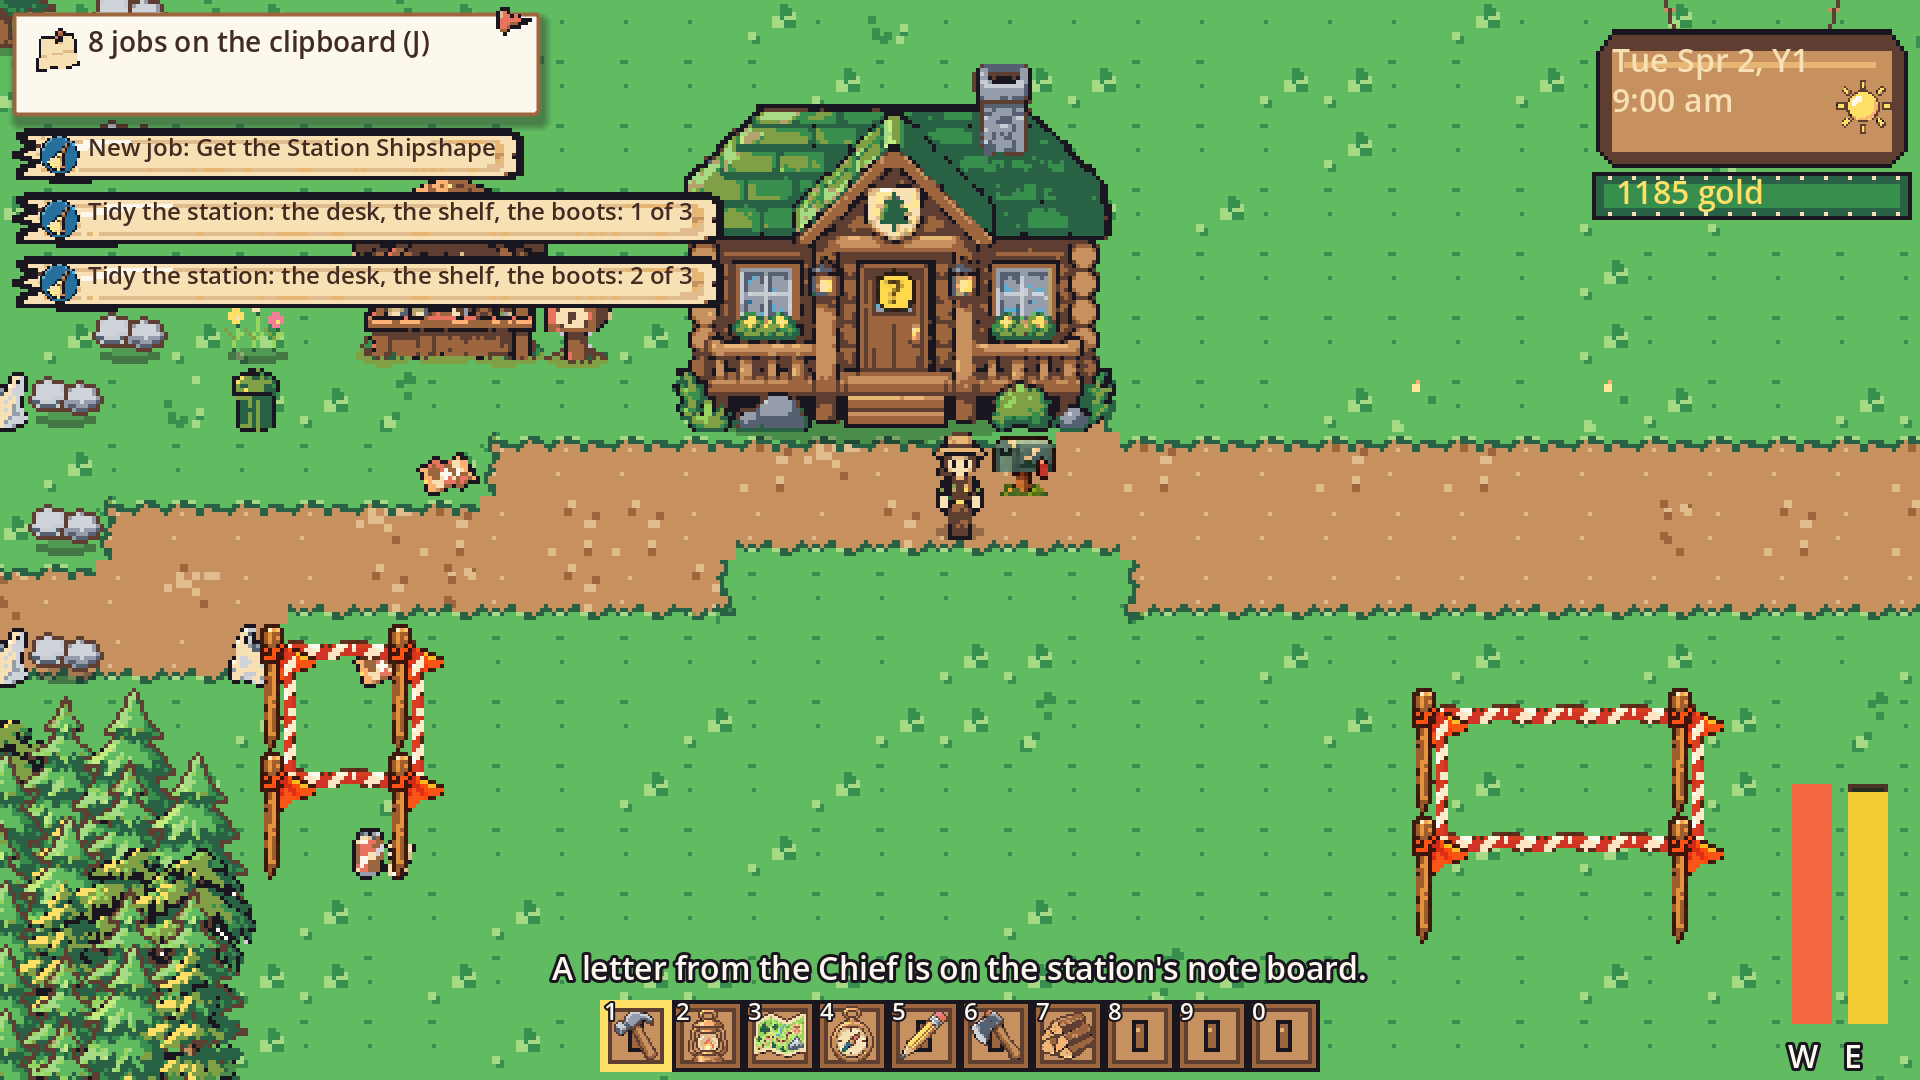 8 jobs on the clipboard (J)
New job: Get the Station Shipshape
Tidy the station: the desk, the shelf, the boots: 1 of 3
Tidy the station: the desk, the shelf, the boots: 2 of 3
Tue Spr 2, Y1
9:00 am
1185 gold
?
A letter from the Chief is on the station's note board.
1 2 3 4 5 6 7 8 9 0
W E